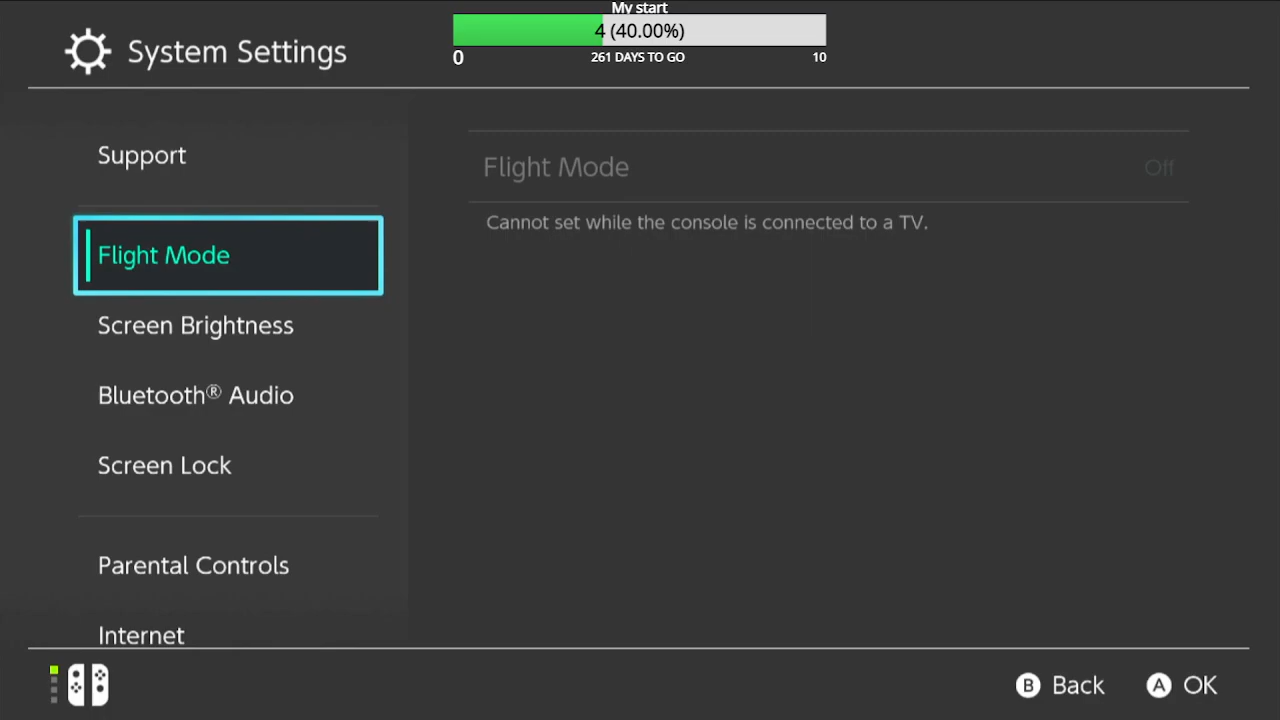 My start
4 (40.00%)
0 261 DAYS TO GO 10
System Settings
Support
Flight Mode
Screen Brightness
Bluetooth® Audio
Screen Lock
Parental Controls
Internet
Flight Mode Off
Cannot set while the console is connected to a TV.
B Back A OK